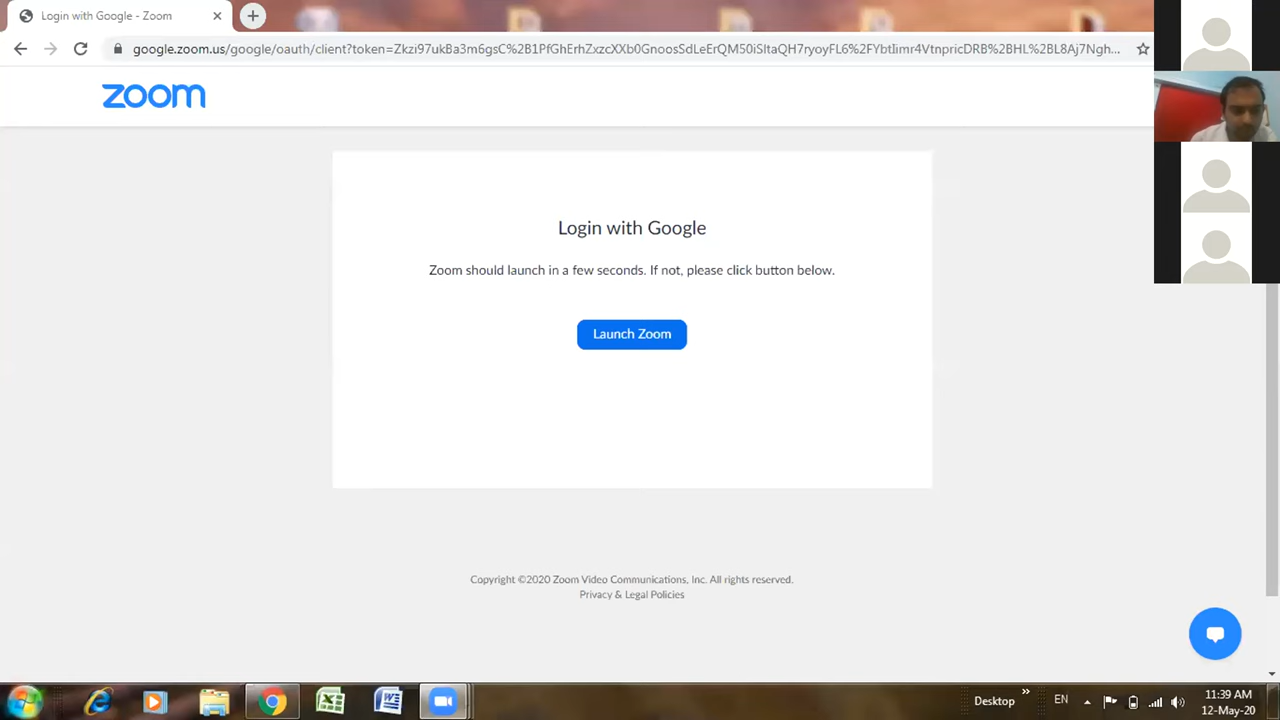 Login with Google - Zoom
google.zoom.us/google/oauth/client?token=Zkzi97ukBa3m6gsC%2B1PfGhErhZxzcXXb0GnoosSdLeErQM50iSItaQH7ryoyFL6%2FYbtlimr4VtnpricDRB%2BHL%2BL8Aj7Ngh...
zoom
Login with Google
Zoom should launch in a few seconds. If not, please click button below.
Launch Zoom
Copyright ©2020 Zoom Video Communications, Inc. All rights reserved.
Privacy & Legal Policies
Desktop
EN
11:39 AM
12-May-20